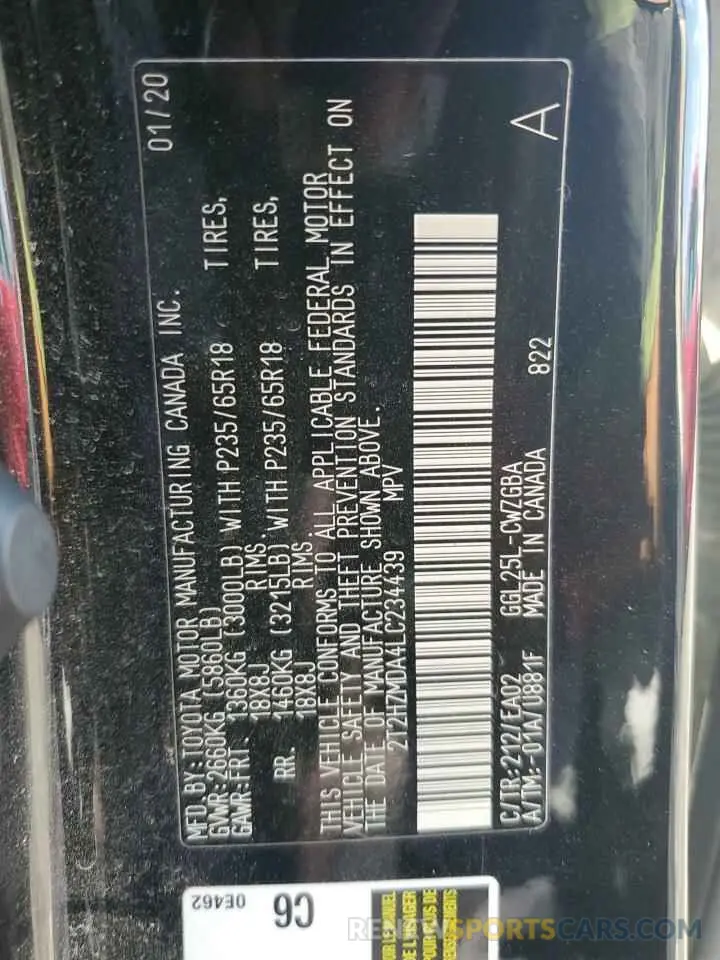 MFD.BY:TOYOTA MOTOR MANUFACTURING CANADA INC. 01/20
GVWR:2660KG (5860LB)
GAWR:FRT. 1360KG (3000LB) WITH P235/65R18 TIRES,
18X8J RIMS.
RR. 1460KG (3215LB) WITH P235/65R18 TIRES,
18X8J RIMS.
THIS VEHICLE CONFORMS TO ALL APPLICABLE FEDERAL MOTOR
VEHICLE SAFETY AND THEFT PREVENTION STANDARDS IN EFFECT ON
THE DATE OF MANUFACTURE SHOWN ABOVE.
2T2HZMDA4LC234439 MPV
C/TR:212/EA02 GGL25L-CWZGBA
A/TM:-01A/0881F MADE IN CANADA 822
A
0E462
C6
RENEWSPORTSCARS.COM